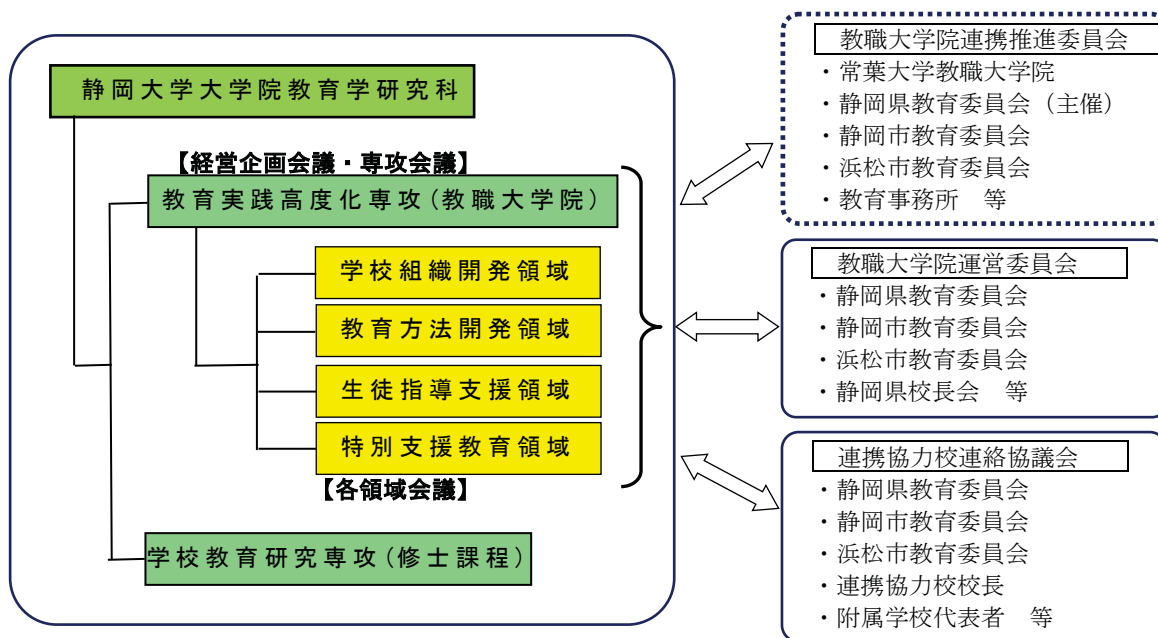 静岡大学大学院教育学研究科
【経営企画会議・専攻会議】
教育実践高度化専攻(教職大学院)
学校組織開発領域
教育方法開発領域
生徒指導支援領域
特別支援教育領域
【各領域会議】
学校教育研究専攻(修士課程)
教職大学院連携推進委員会
・常葉大学教職大学院
・静岡県教育委員会（主催）
・静岡市教育委員会
・浜松市教育委員会
・教育事務所　等
教職大学院運営委員会
・静岡県教育委員会
・静岡市教育委員会
・浜松市教育委員会
・静岡県校長会　等
連携協力校連絡協議会
・静岡県教育委員会
・静岡市教育委員会
・浜松市教育委員会
・連携協力校校長
・附属学校代表者　等